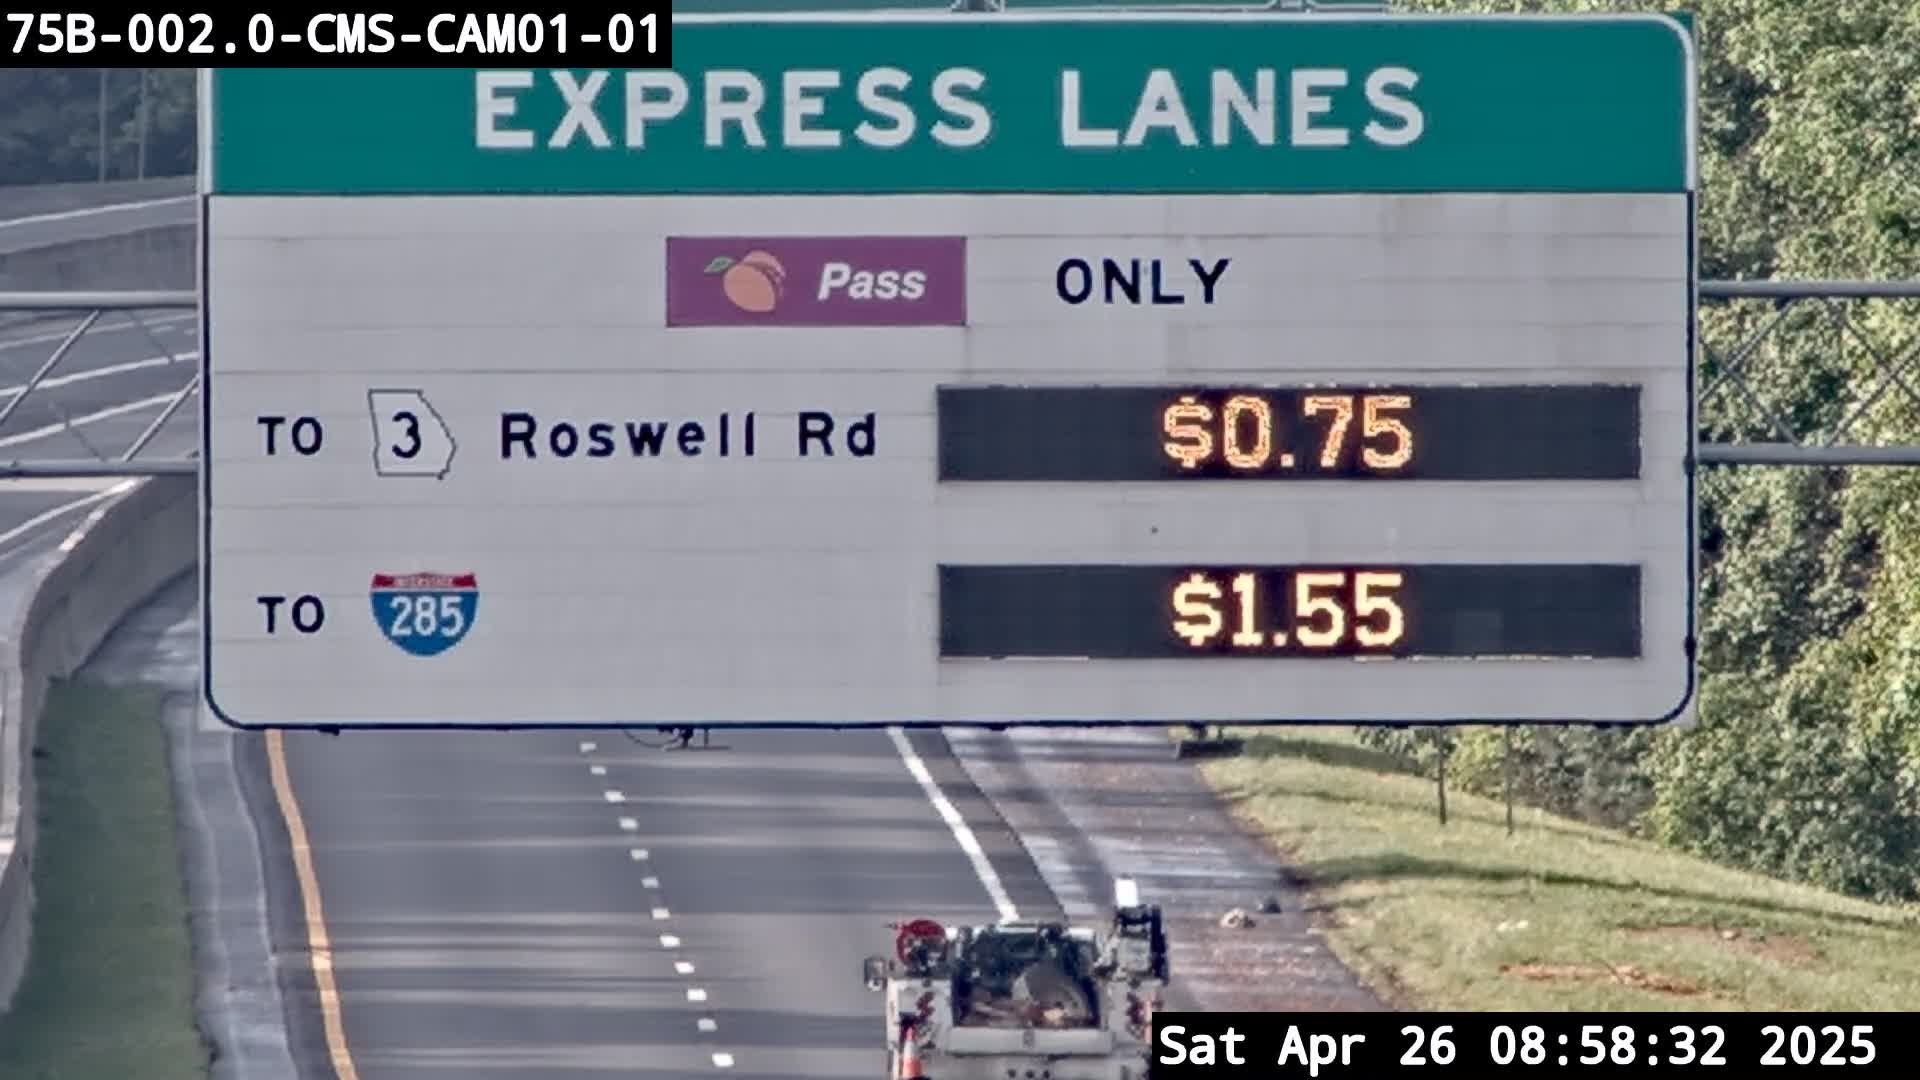 75B-002.0-CMS-CAM01-01
EXPRESS LANES
Pass ONLY
TO 3 Roswell Rd $0.75
TO INTERSTATE 285 $1.55
Sat Apr 26 08:58:32 2025